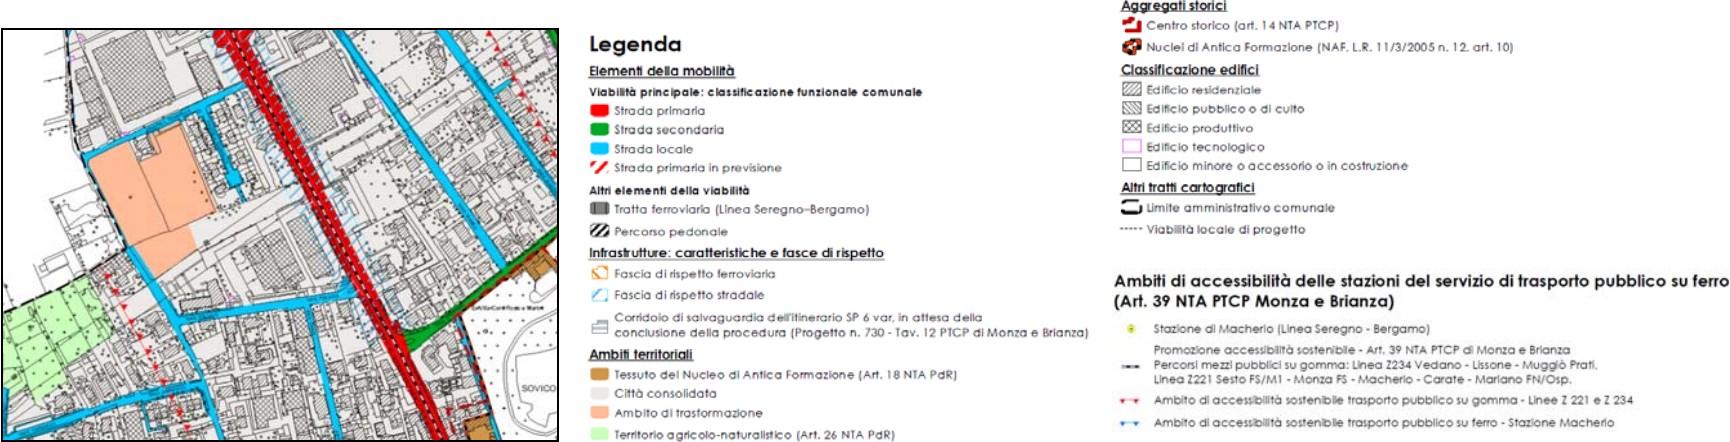 SOVICO
Legenda
Elementi della mobilità
Viabilità principale: classificazione funzionale comunale
Strada primaria
Strada secondaria
Strada locale
Strada primaria in previsione
Altri elementi della viabilità
Tratta ferroviaria (Linea Seregno-Bergamo)
Percorso pedonale
Infrastrutture: caratteristiche e fasce di rispetto
Fascia di rispetto ferroviaria
Fascia di rispetto stradale
Corridoio di salvaguardia dell'itinerario SP 6 var, in attesa della
conclusione della procedura (Progetto n. 730 - Tav. 12 PTCP di Monza e Brianza)
Ambiti territoriali
Tessuto del Nucleo di Antica Formazione (Art. 18 NTA PdR)
Città consolidata
Ambito di trasformazione
Territorio agricolo-naturalistico (Art. 26 NTA PdR)
Aggregati storici
Centro storico (art. 14 NTA PTCP)
Nuclei di Antica Formazione (NAF, L.R. 11/3/2005 n. 12, art. 10)
Classificazione edifici
Edificio residenziale
Edificio pubblico o di culto
Edificio produttivo
Edificio tecnologico
Edificio minore o accessorio o in costruzione
Altri tratti cartografici
Limite amministrativo comunale
Viabilità locale di progetto
Ambiti di accessibilità delle stazioni del servizio di trasporto pubblico su ferro
(Art. 39 NTA PTCP Monza e Brianza)
Stazione di Macherio (Linea Seregno - Bergamo)
Promozione accessibilità sostenibile - Art. 39 NTA PTCP di Monza e Brianza
Percorsi mezzi pubblici su gomma: Linea Z234 Vedano - Lissone - Muggiò Prati,
Linea Z221 Sesto FS/M1 - Monza FS - Macherio - Carate - Mariano FN/Osp.
Ambito di accessibilità sostenibile trasporto pubblico su gomma - Linee Z 221 e Z 234
Ambito di accessibilità sostenibile trasporto pubblico su ferro - Stazione Macherio